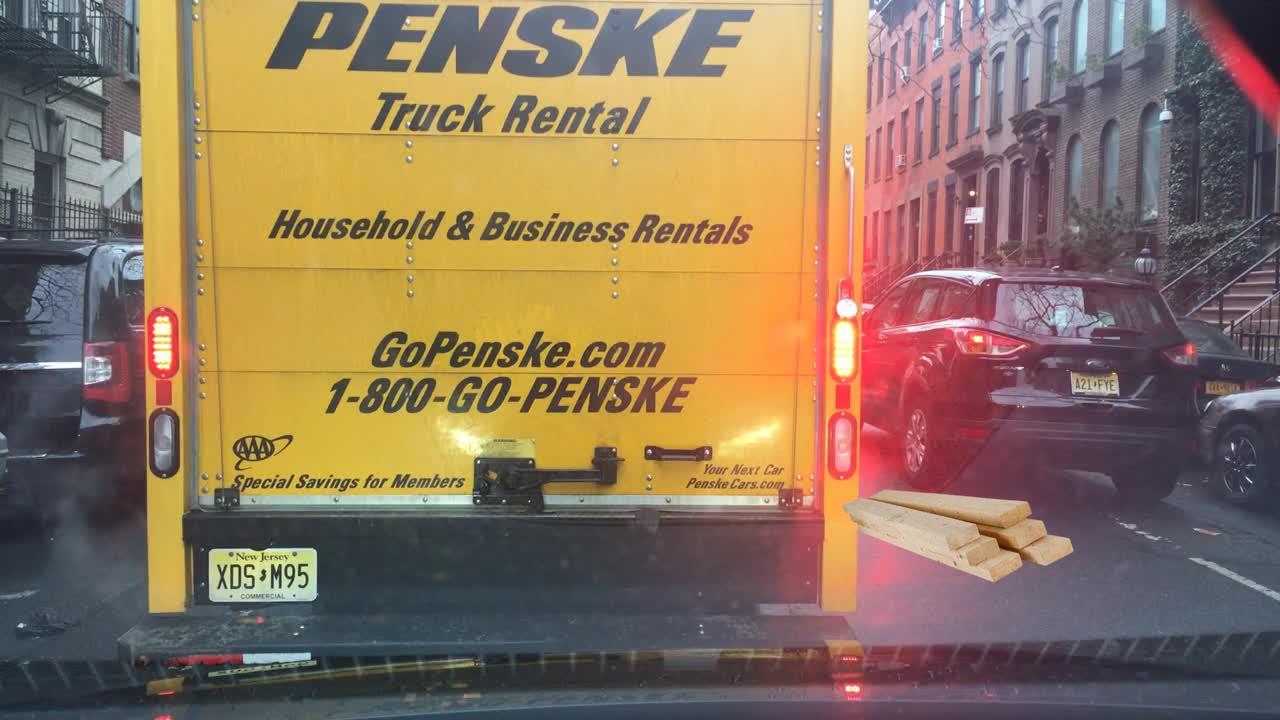 PENSKE
Truck Rental
Household & Business Rentals
GoPenske.com
1-800-GO-PENSKE
AAA
Special Savings for Members
WARNING
Your Next Car
PenskeCars.com
New Jersey
XDS M95
COMMERCIAL
A21 FYE